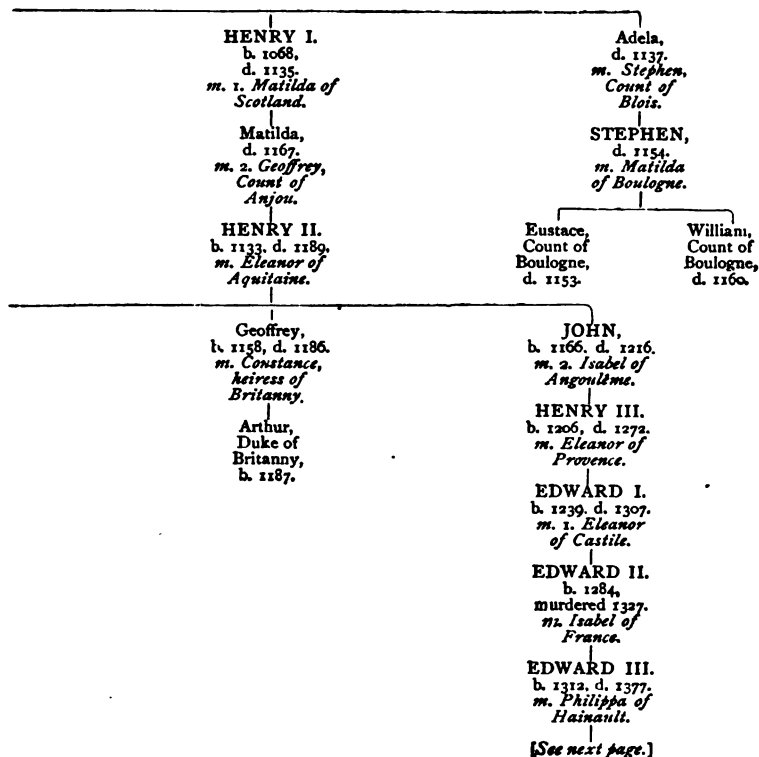 HENRY I.
b. 1068,
d. 1135.
m. 1. Matilda of
Scotland.
Adela,
d. 1137.
m. Stephen,
Count of
Blois.
Matilda,
d. 1167.
m. 2. Geoffrey,
Count of
Anjou.
STEPHEN,
d. 1154.
m. Matilda
of Boulogne.
HENRY II.
b. 1133, d. 1189.
m. Eleanor of
Aquitaine.
Eustace,
Count of
Boulogne,
d. 1153.
William,
Count of
Boulogne,
d. 1160.
Geoffrey,
b. 1158, d. 1186.
m. Constance,
heiress of
Britanny.
JOHN,
b. 1166. d. 1216.
m. 2. Isabel of
Angoulême.
Arthur,
Duke of
Britanny,
b. 1187.
HENRY III.
b. 1206, d. 1272.
m. Eleanor of
Provence.
EDWARD I.
b. 1239. d. 1307.
m. 1. Eleanor
of Castile.
EDWARD II.
b. 1284,
murdered 1327.
m. Isabel of
France.
EDWARD III.
b. 1312, d. 1377.
m. Philippa of
Hainault.
[See next page.]